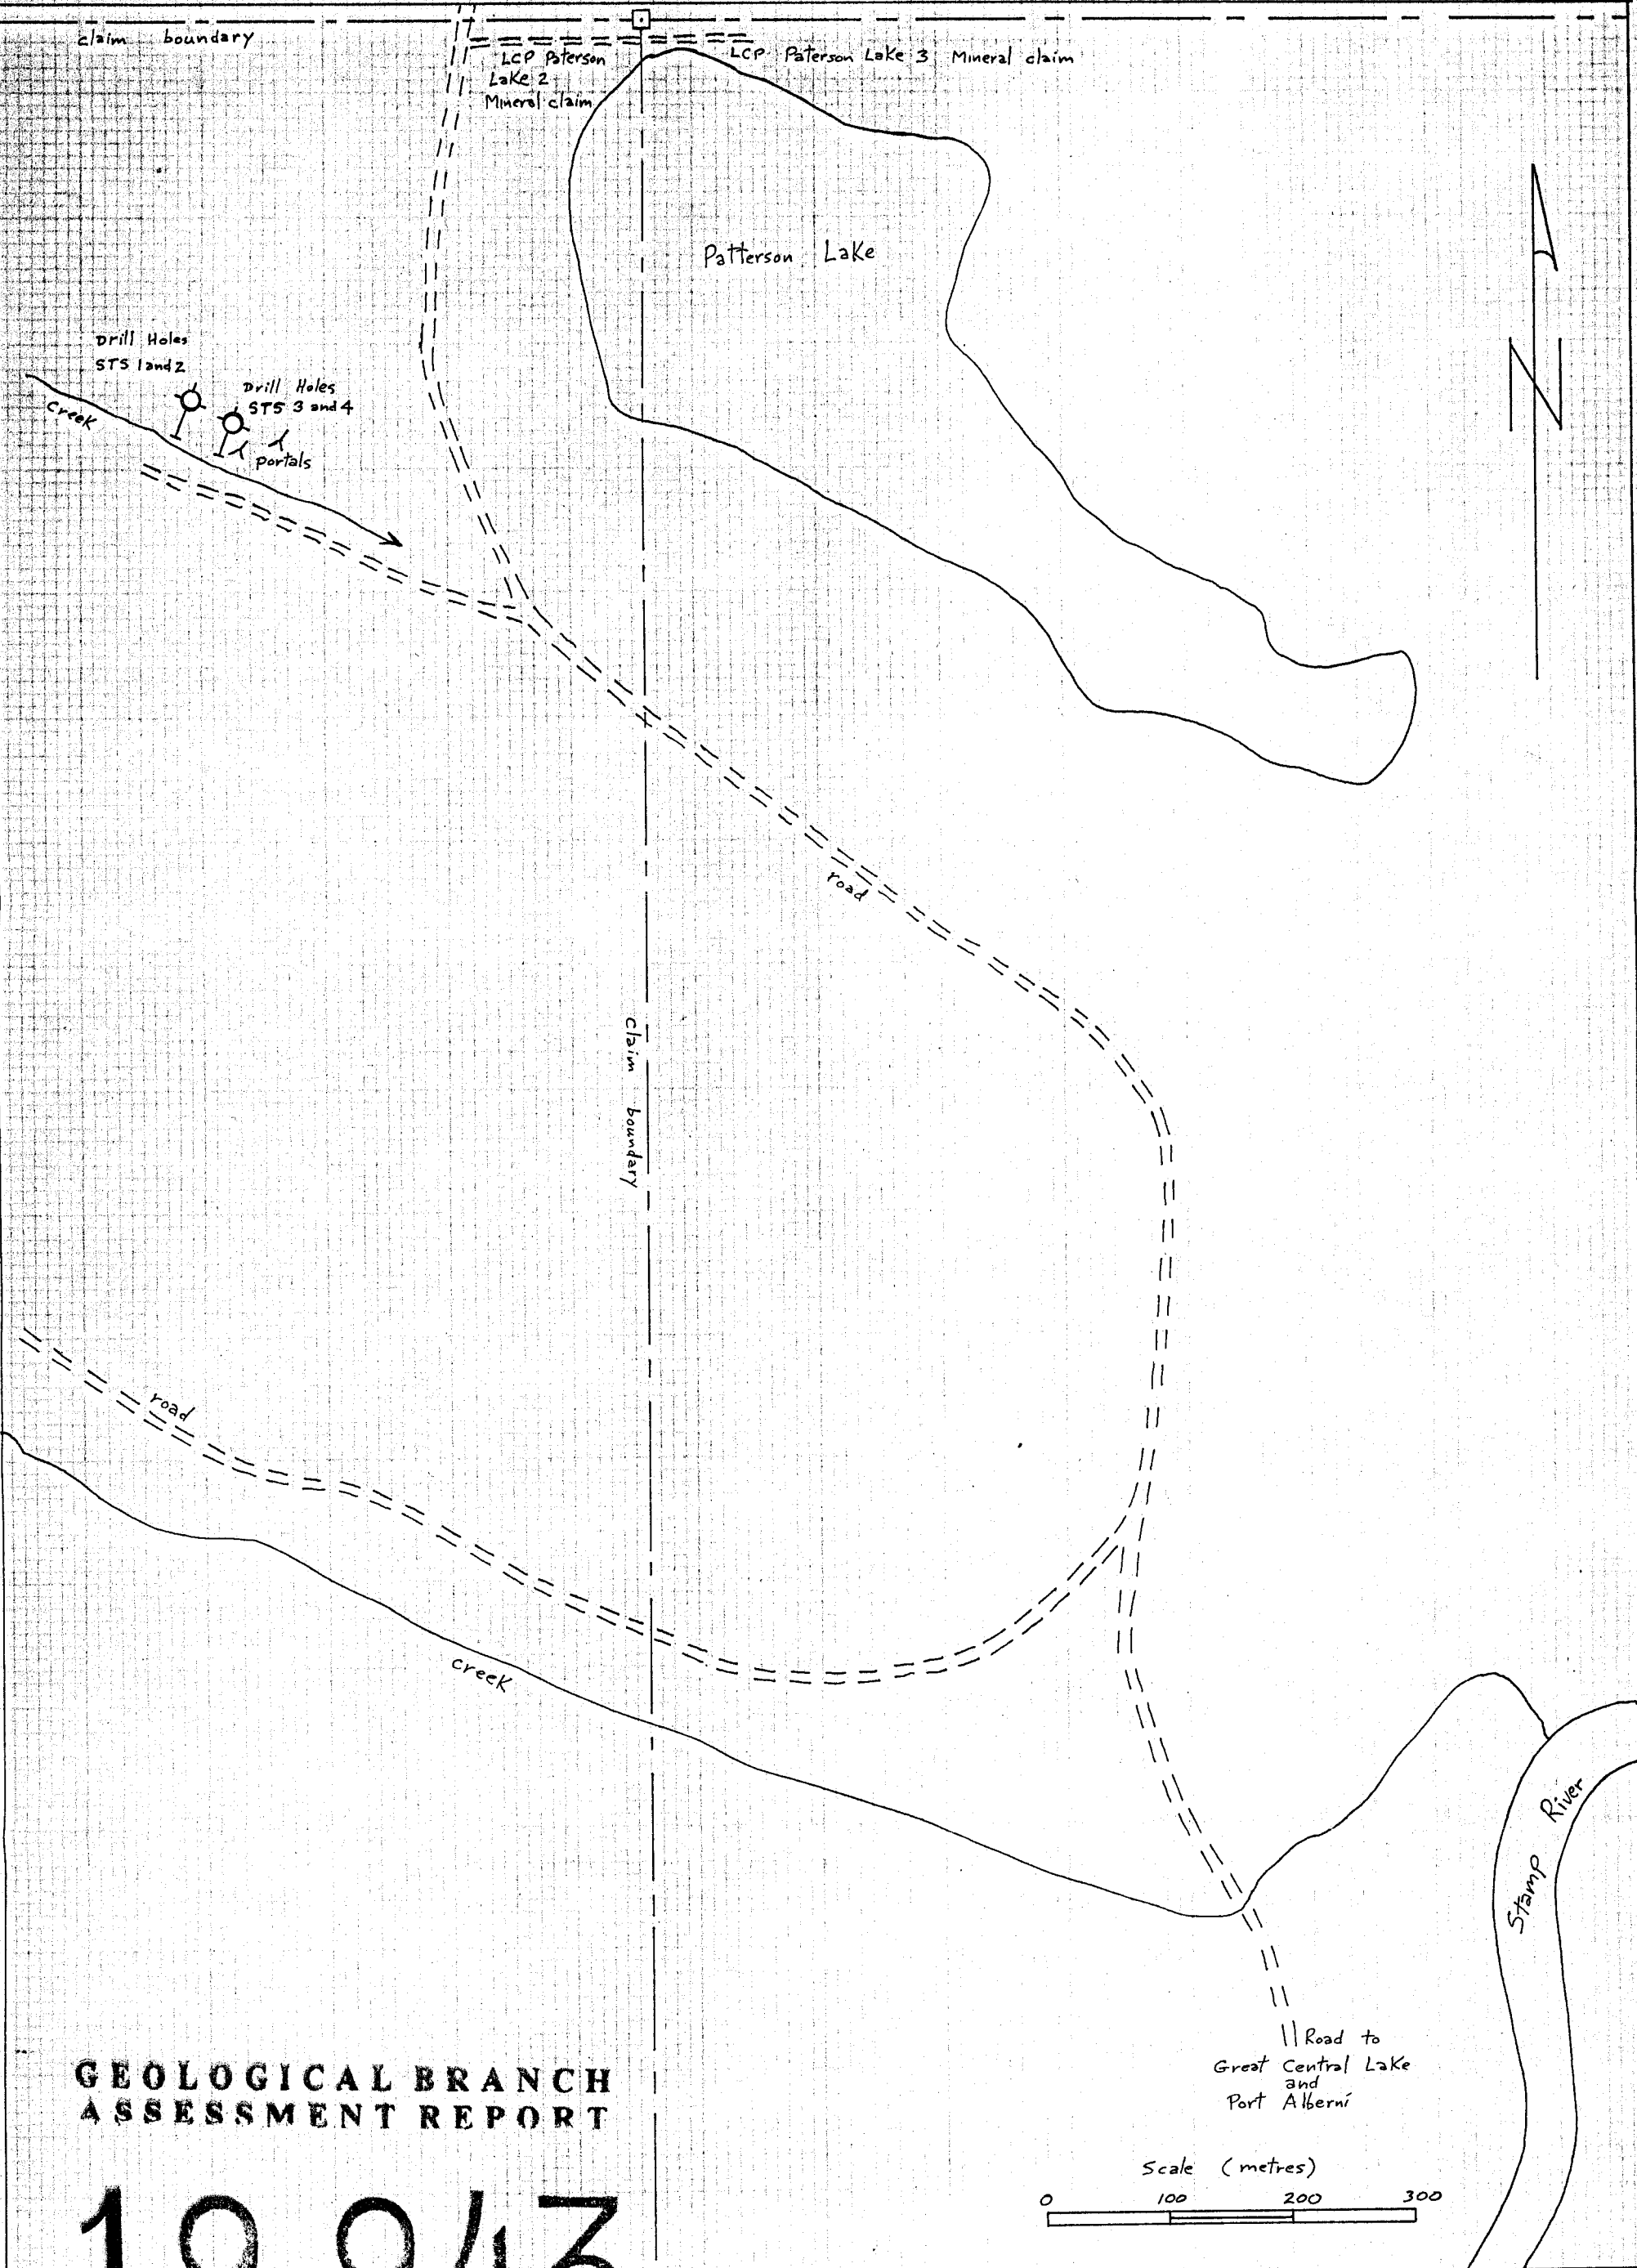 claim boundary
LCP Paterson
Lake 2
Mineral claim
LCP Paterson Lake 3 Mineral claim
Patterson Lake
N
Drill Holes
STS 1 and 2
Drill Holes
STS 3 and 4
creek
portals
road
Claim boundary
road
creek
Stamp River
Road to
Great Central Lake
and
Port Alberni
GEOLOGICAL BRANCH
ASSESSMENT REPORT
Scale (metres)
0 100 200 300